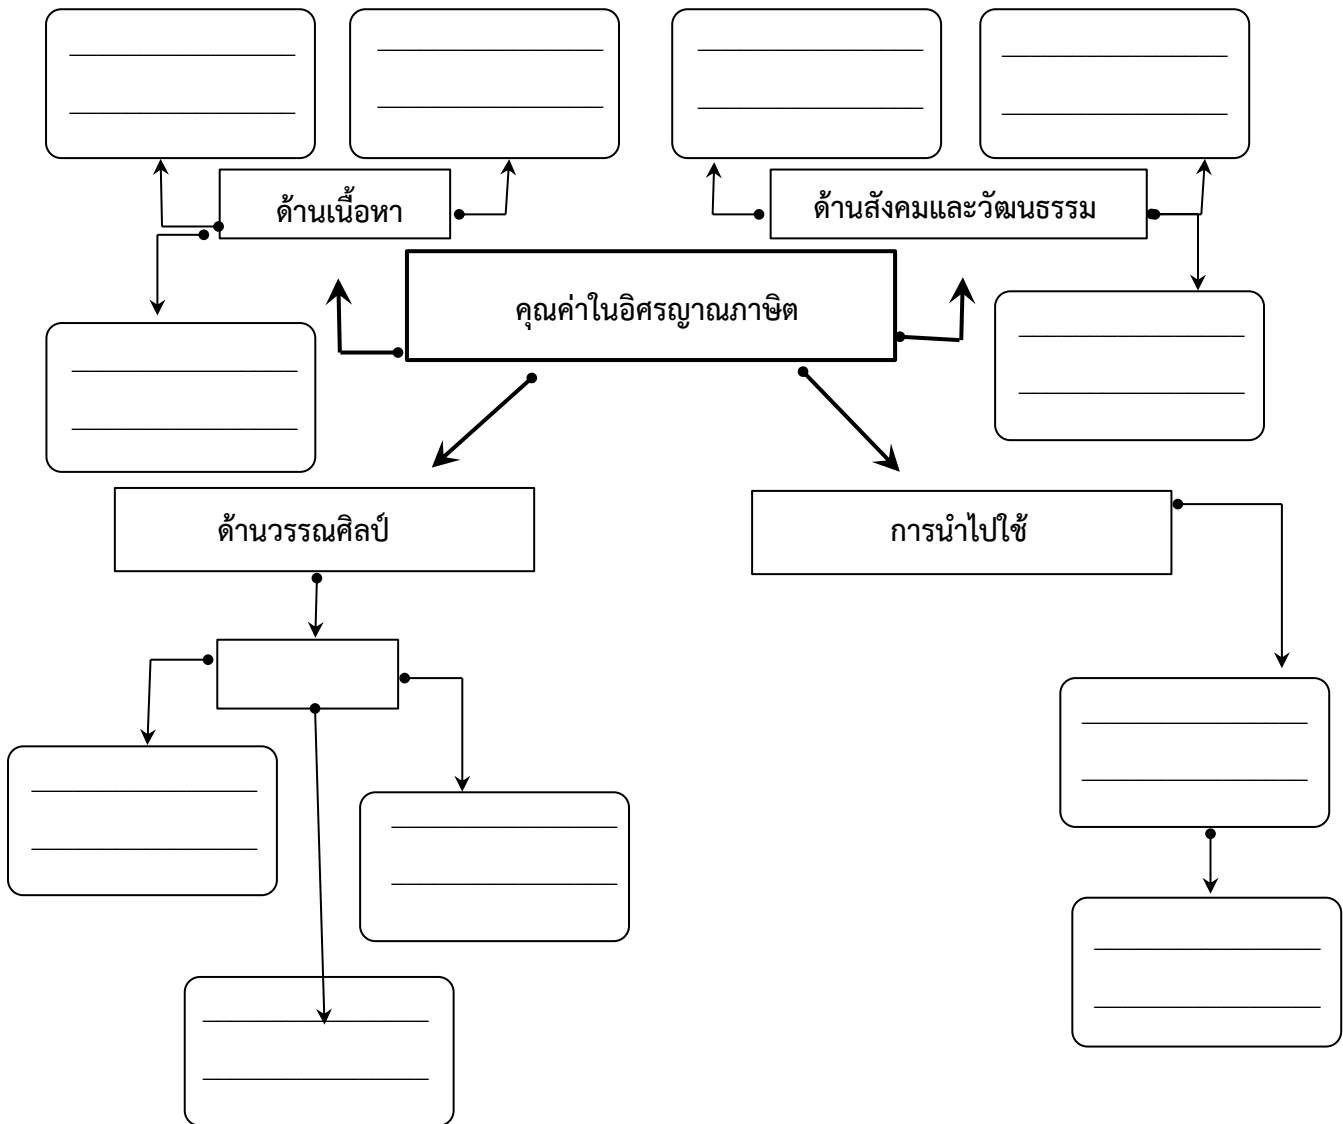 ด้านเนื้อหา
ด้านสังคมและวัฒนธรรม
คุณค่าในอิศรญาณภาษิต
ด้านวรรณศิลป์
การนำไปใช้